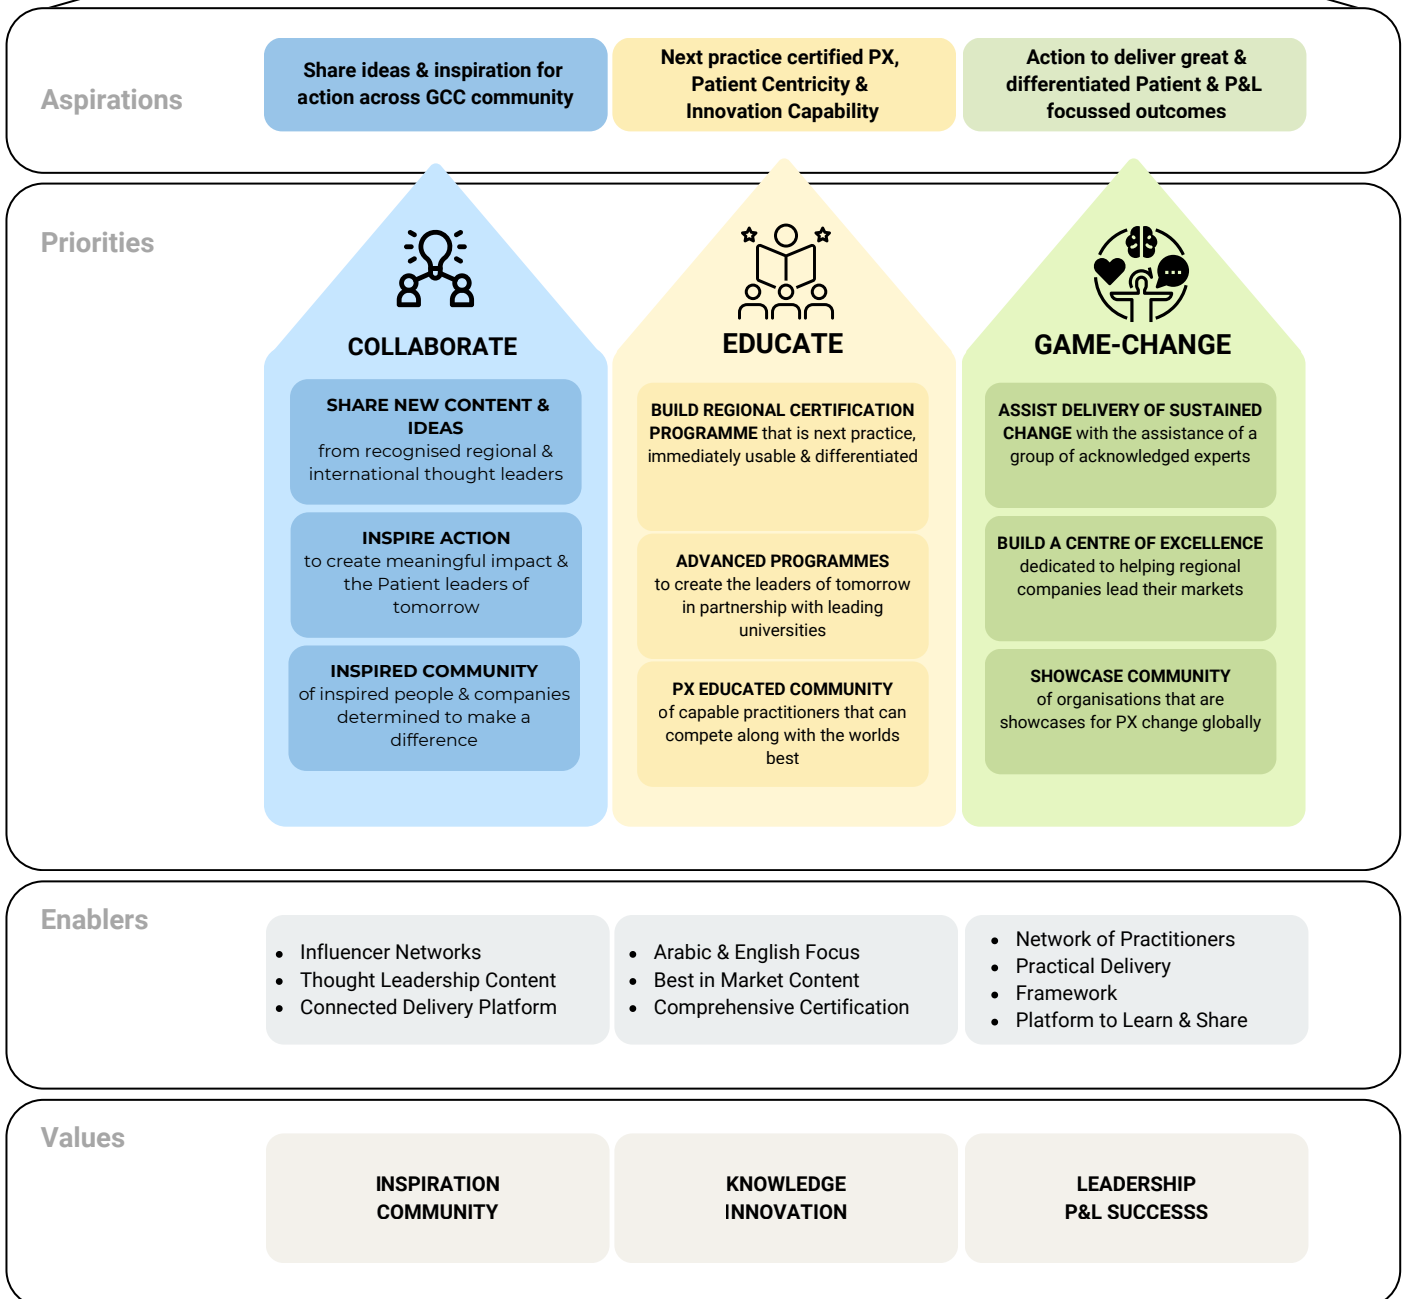 Aspirations
Share ideas & inspiration for
action across GCC community
Next practice certified PX,
Patient Centricity &
Innovation Capability
Action to deliver great &
differentiated Patient & P&L
focussed outcomes
Priorities
COLLABORATE
SHARE NEW CONTENT &
IDEAS
from recognised regional &
international thought leaders
INSPIRE ACTION
to create meaningful impact &
the Patient leaders of
tomorrow
INSPIRED COMMUNITY
of inspired people & companies
determined to make a
difference
EDUCATE
BUILD REGIONAL CERTIFICATION
PROGRAMME that is next practice,
immediately usable & differentiated
ADVANCED PROGRAMMES
to create the leaders of tomorrow
in partnership with leading
universities
PX EDUCATED COMMUNITY
of capable practitioners that can
compete along with the worlds
best
GAME-CHANGE
ASSIST DELIVERY OF SUSTAINED
CHANGE with the assistance of a
group of acknowledged experts
BUILD A CENTRE OF EXCELLENCE
dedicated to helping regional
companies lead their markets
SHOWCASE COMMUNITY
of organisations that are
showcases for PX change globally
Enablers
• Influencer Networks
• Thought Leadership Content
• Connected Delivery Platform
• Arabic & English Focus
• Best in Market Content
• Comprehensive Certification
• Network of Practitioners
• Practical Delivery
• Framework
• Platform to Learn & Share
Values
INSPIRATION
COMMUNITY
KNOWLEDGE
INNOVATION
LEADERSHIP
P&L SUCCESSS